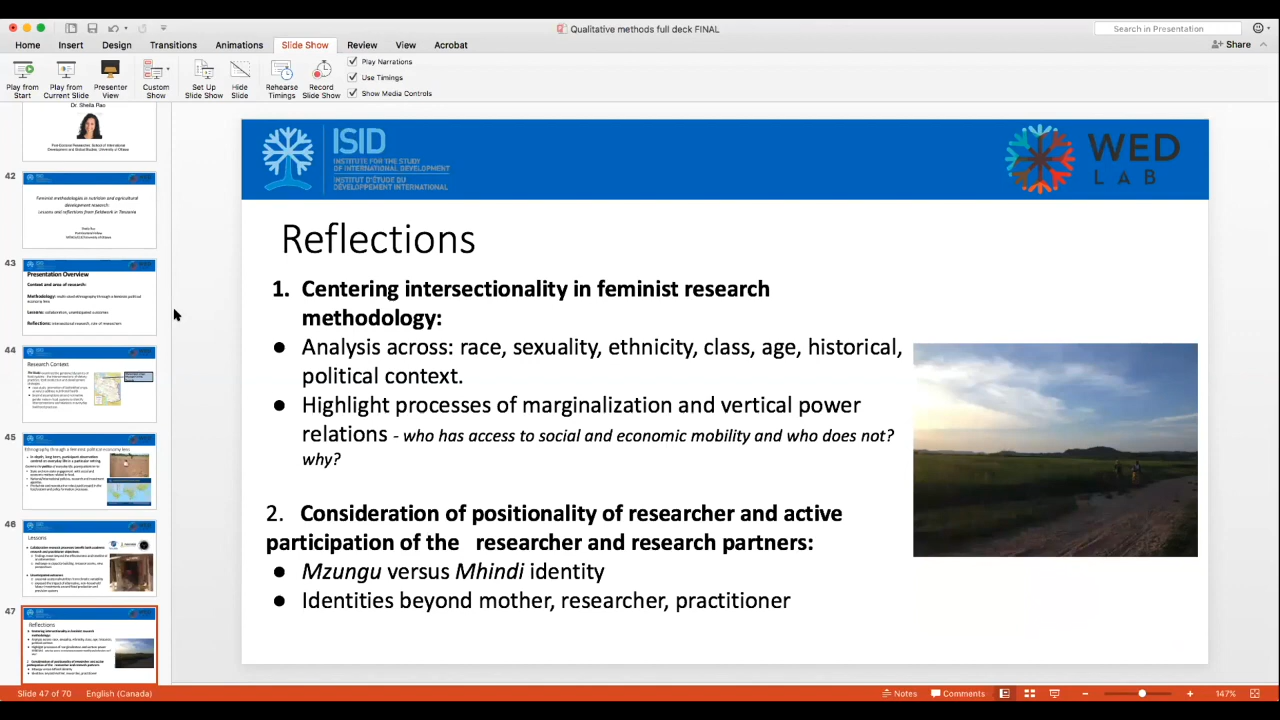 Qualitative methods full deck FINAL
Search in Presentation
Home Insert Design Transitions Animations Slide Show Review View Acrobat
Share
Play from Start
Play from Current Slide
Presenter View
Custom Show
Set Up Slide Show
Hide Slide
Rehearse Timings
Record Slide Show
Play Narrations
Use Timings
Show Media Controls
Dr. Sheila Rao
42
43
Presentation Overview
44
Research Context
45
46
Lessons
47
Reflections
ISID
INSTITUTE FOR THE STUDY
OF INTERNATIONAL DEVELOPMENT
INSTITUT D'ÉTUDE DU
DÉVELOPPEMENT INTERNATIONAL
WED
LAB
Reflections
1. Centering intersectionality in feminist research
methodology:
● Analysis across: race, sexuality, ethnicity, class, age, historical,
political context.
● Highlight processes of marginalization and vertical power
relations - who has access to social and economic mobility and who does not?
why?
2. Consideration of positionality of researcher and active
participation of the researcher and research partners:
● Mzungu versus Mhindi identity
● Identities beyond mother, researcher, practitioner
Slide 47 of 70 English (Canada)
Notes Comments 147%